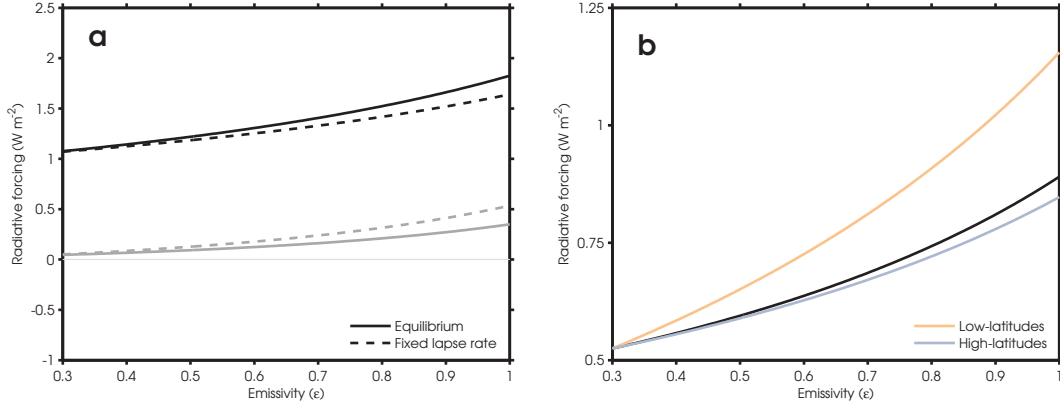 a
Radiative forcing (W m-2)
2.5
2
1.5
1
0.5
0
-0.5
-1
Equilibrium
Fixed lapse rate
0.3 0.4 0.5 0.6 0.7 0.8 0.9 1
Emissivity (ε)
b
Radiative forcing (W m-2)
1.25
1
0.75
0.5
Low-latitudes
High-latitudes
0.3 0.4 0.5 0.6 0.7 0.8 0.9 1
Emissivity (ε)